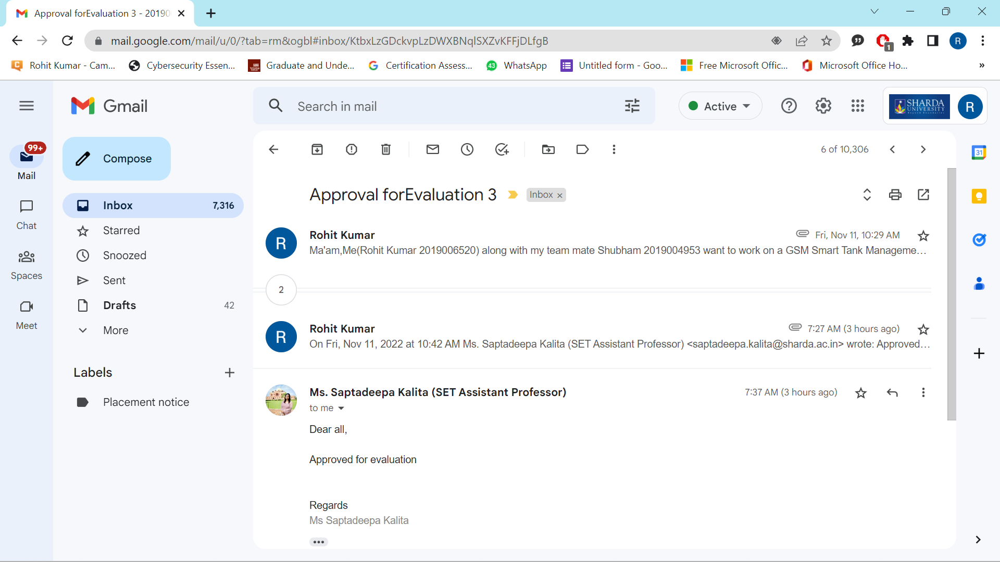 Approval forEvaluation 3 - 20190
mail.google.com/mail/u/0/?tab=rm&ogbl#inbox/KtbxLzGDckvpLzDWXBNqlSXZvKFFjDLfgB
1
R
Rohit Kumar - Cam...
Cybersecurity Essen...
Graduate and Unde...
Certification Assess...
43
WhatsApp
Untitled form - Goo...
Free Microsoft Offic...
Microsoft Office Ho...
»
Gmail
Search in mail
Active
SHARDA
UNIVERSITY
Beyond Boundaries
R
99+
Mail
Chat
Spaces
Meet
Compose
Inbox 7,316
Starred
Snoozed
Sent
Drafts 42
More
Labels
Placement notice
6 of 10,306
31
Approval forEvaluation 3
Inbox ×
R
Rohit Kumar
Fri, Nov 11, 10:29 AM
Ma'am,Me(Rohit Kumar 2019006520) along with my team mate Shubham 2019004953 want to work on a GSM Smart Tank Manageme...
2
R
Rohit Kumar
7:27 AM (3 hours ago)
On Fri, Nov 11, 2022 at 10:42 AM Ms. Saptadeepa Kalita (SET Assistant Professor) <saptadeepa.kalita@sharda.ac.in> wrote: Approved...
Ms. Saptadeepa Kalita (SET Assistant Professor)
7:37 AM (3 hours ago)
to me
Dear all,
Approved for evaluation
Regards
Ms Saptadeepa Kalita